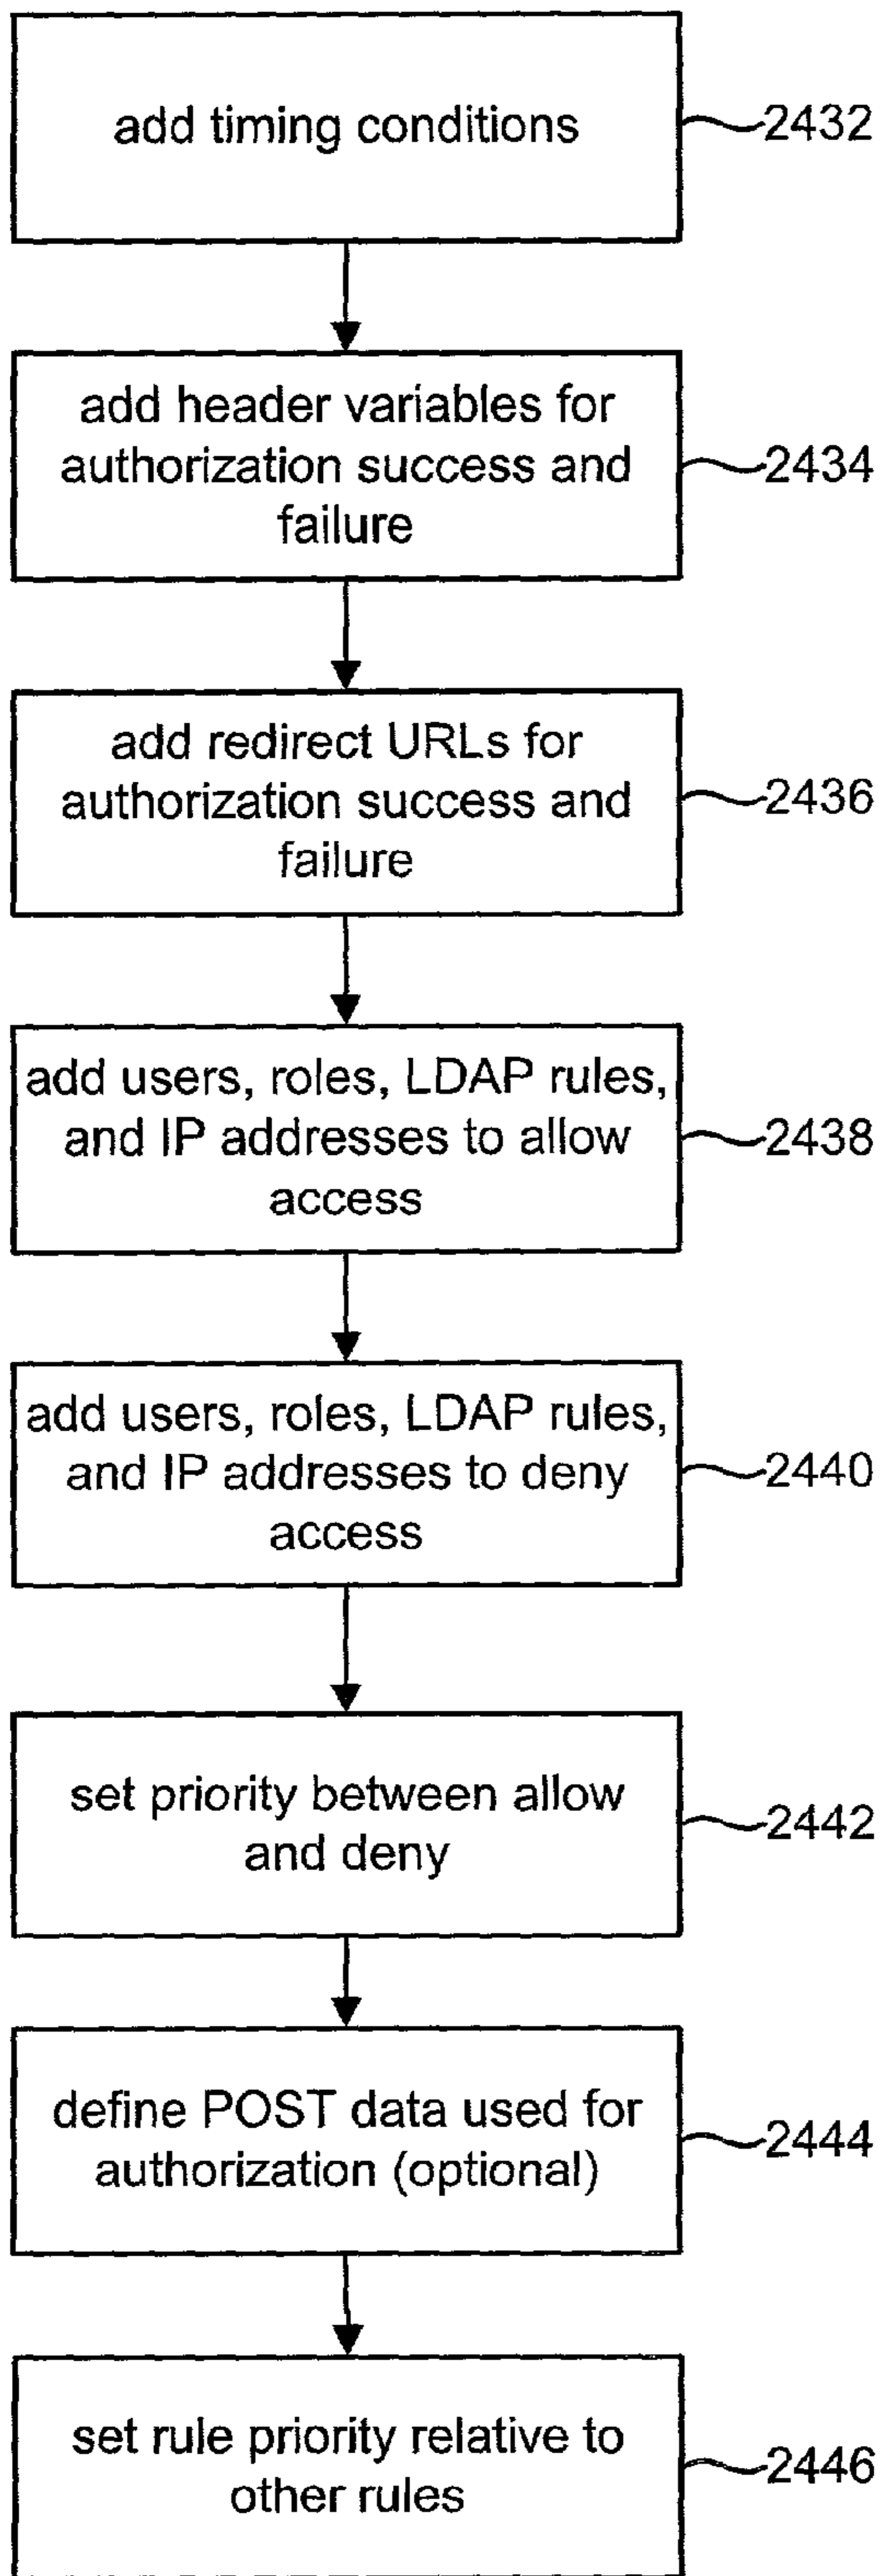 add timing conditions
2432
add header variables for
authorization success and
failure
2434
add redirect URLs for
authorization success and
failure
2436
add users, roles, LDAP rules,
and IP addresses to allow
access
2438
add users, roles, LDAP rules,
and IP addresses to deny
access
2440
set priority between allow
and deny
2442
define POST data used for
authorization (optional)
2444
set rule priority relative to
other rules
2446